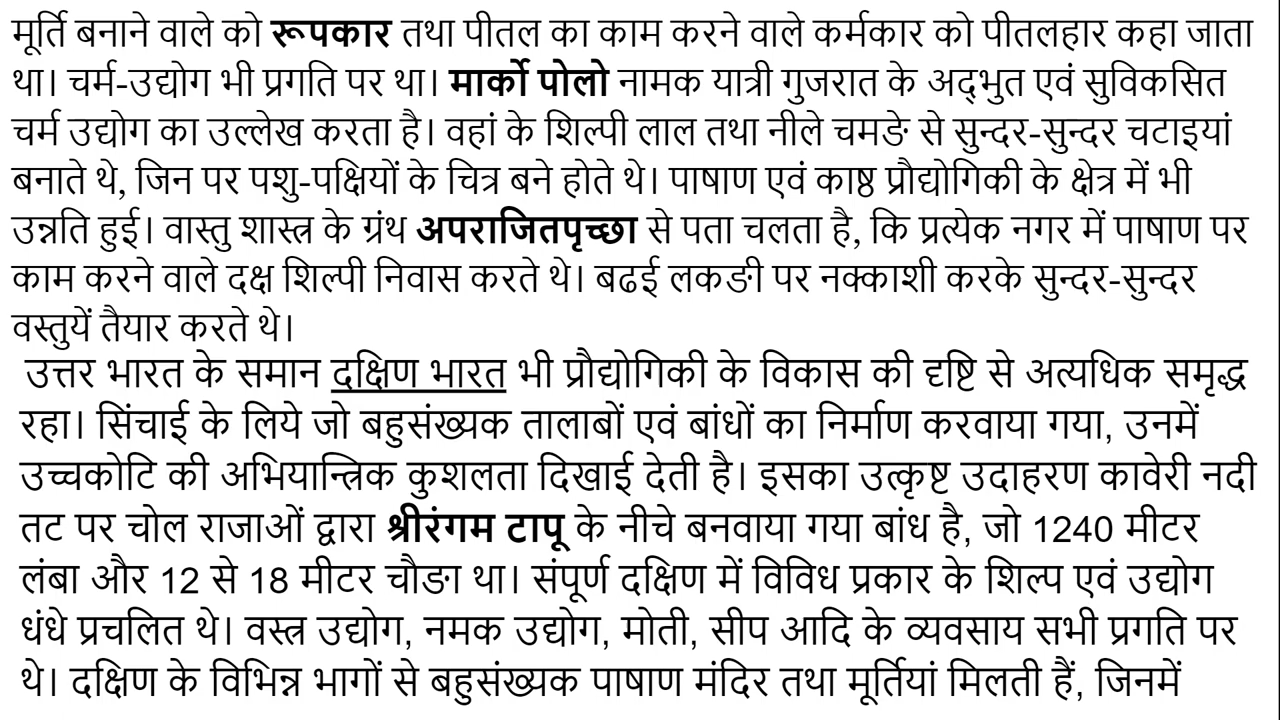 मूर्ति बनाने वाले को रूपकार तथा पीतल का काम करने वाले कर्मकार को पीतलहार कहा जाता
था। चर्म-उद्योग भी प्रगति पर था। मार्को पोलो नामक यात्री गुजरात के अद्भुत एवं सुविकसित
चर्म उद्योग का उल्लेख करता है। वहां के शिल्पी लाल तथा नीले चमङे से सुन्दर-सुन्दर चटाइयां
बनाते थे, जिन पर पशु-पक्षियों के चित्र बने होते थे। पाषाण एवं काष्ठ प्रौद्योगिकी के क्षेत्र में भी
उन्नति हुई। वास्तु शास्त्र के ग्रंथ अपराजितपृच्छा से पता चलता है, कि प्रत्येक नगर में पाषाण पर
काम करने वाले दक्ष शिल्पी निवास करते थे। बढई लकङी पर नक्काशी करके सुन्दर-सुन्दर
वस्तुयें तैयार करते थे।
उत्तर भारत के समान दक्षिण भारत भी प्रौद्योगिकी के विकास की दृष्टि से अत्यधिक समृद्ध
रहा। सिंचाई के लिये जो बहुसंख्यक तालाबों एवं बांधों का निर्माण करवाया गया, उनमें
उच्चकोटि की अभियान्त्रिक कुशलता दिखाई देती है। इसका उत्कृष्ट उदाहरण कावेरी नदी
तट पर चोल राजाओं द्वारा श्रीरंगम टापू के नीचे बनवाया गया बांध है, जो 1240 मीटर
लंबा और 12 से 18 मीटर चौङा था। संपूर्ण दक्षिण में विविध प्रकार के शिल्प एवं उद्योग
धंधे प्रचलित थे। वस्त्र उद्योग, नमक उद्योग, मोती, सीप आदि के व्यवसाय सभी प्रगति पर
थे। दक्षिण के विभिन्न भागों से बहुसंख्यक पाषाण मंदिर तथा मूर्तियां मिलती हैं, जिनमें